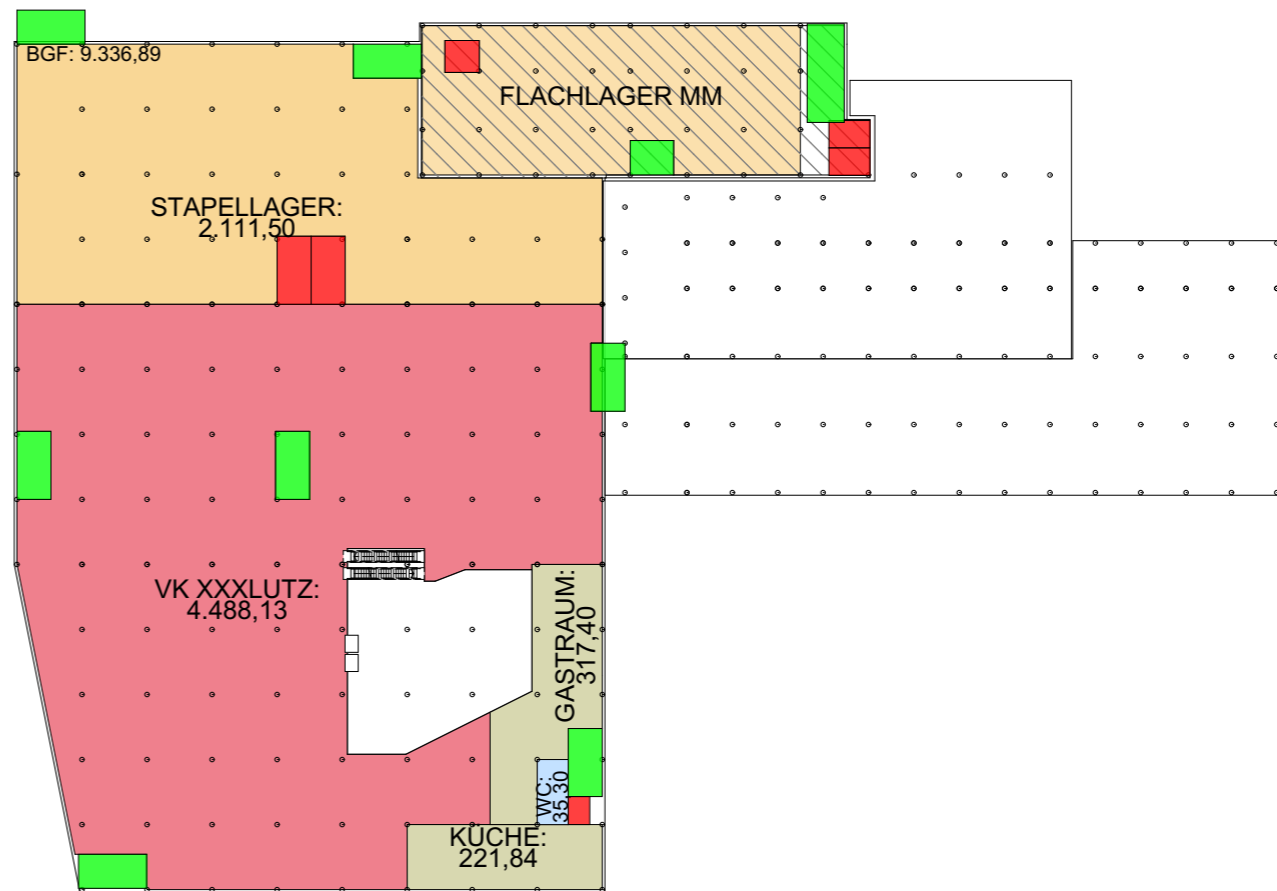 BGF: 9.336,89
FLACHLAGER MM
STAPELLAGER:
2.111,50
VK XXXLUTZ:
4.488,13
GASTRAUM:
317,40
WC:
35,30
KÜCHE:
221,84